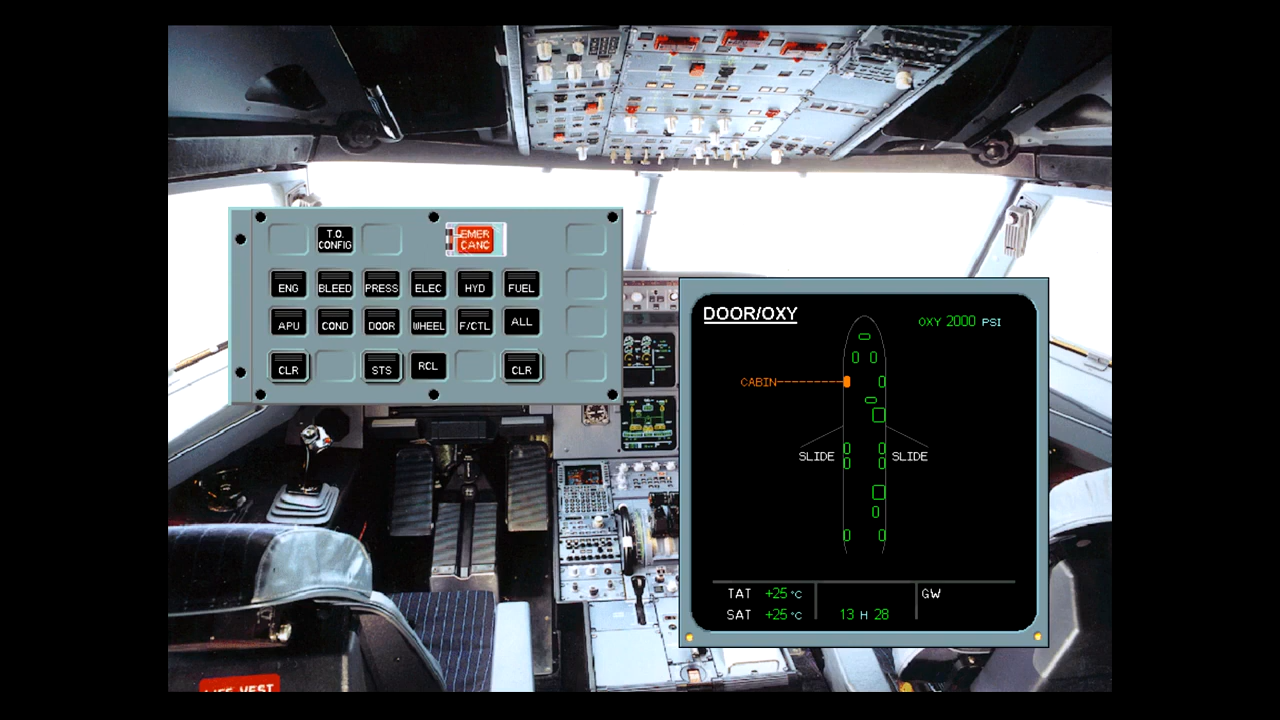 T.O.
CONFIG
EMER
CANC
ENG BLEED PRESS ELEC HYD FUEL
APU COND DOOR WHEEL F/CTL ALL
CLR STS RCL CLR
DOOR/OXY
OXY 2000 PSI
CABIN
SLIDE SLIDE
TAT +25 °C GW
SAT +25 °C 13 H 28
LIFE VEST